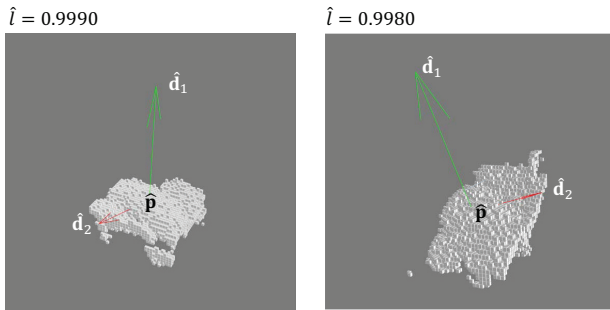 l̂ = 0.9990
d̂₁
p̂
d̂₂
l̂ = 0.9980
d̂₁
d̂₂
p̂